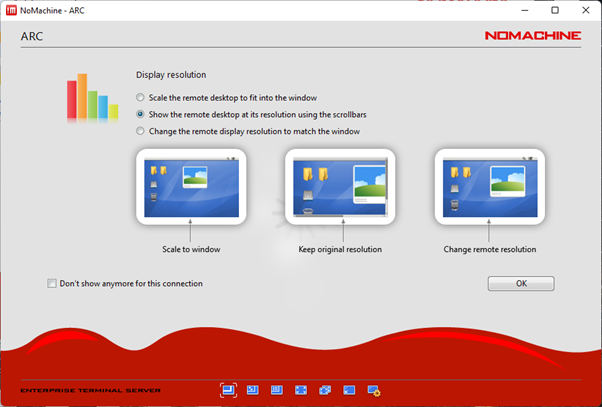 NoMachine - ARC
ARC
NOMACHINE
Display resolution
Scale the remote desktop to fit into the window
Show the remote desktop at its resolution using the scrollbars
Change the remote display resolution to match the window
Scale to window
Keep original resolution
Change remote resolution
Don't show anymore for this connection
OK
ENTERPRISE TERMINAL SERVER